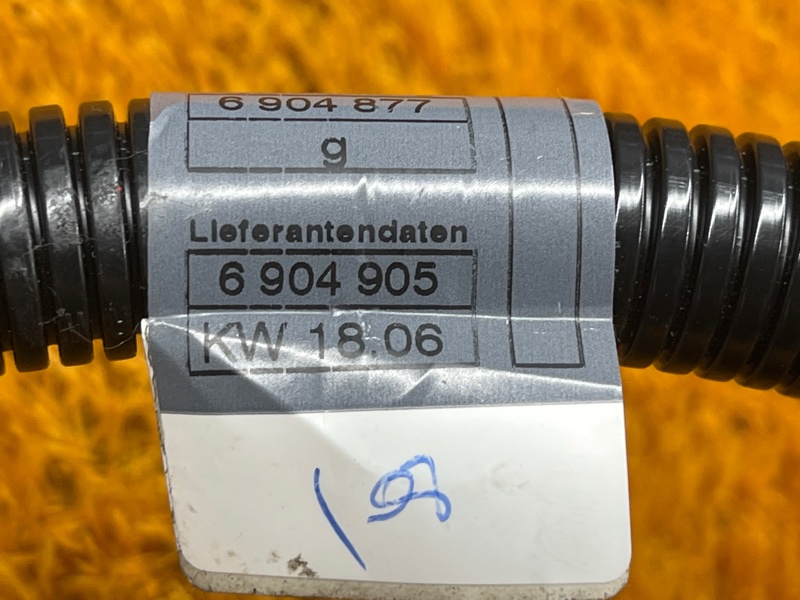 6 904 877
g
Lieferantendaten
6 904 905
KW 18.06